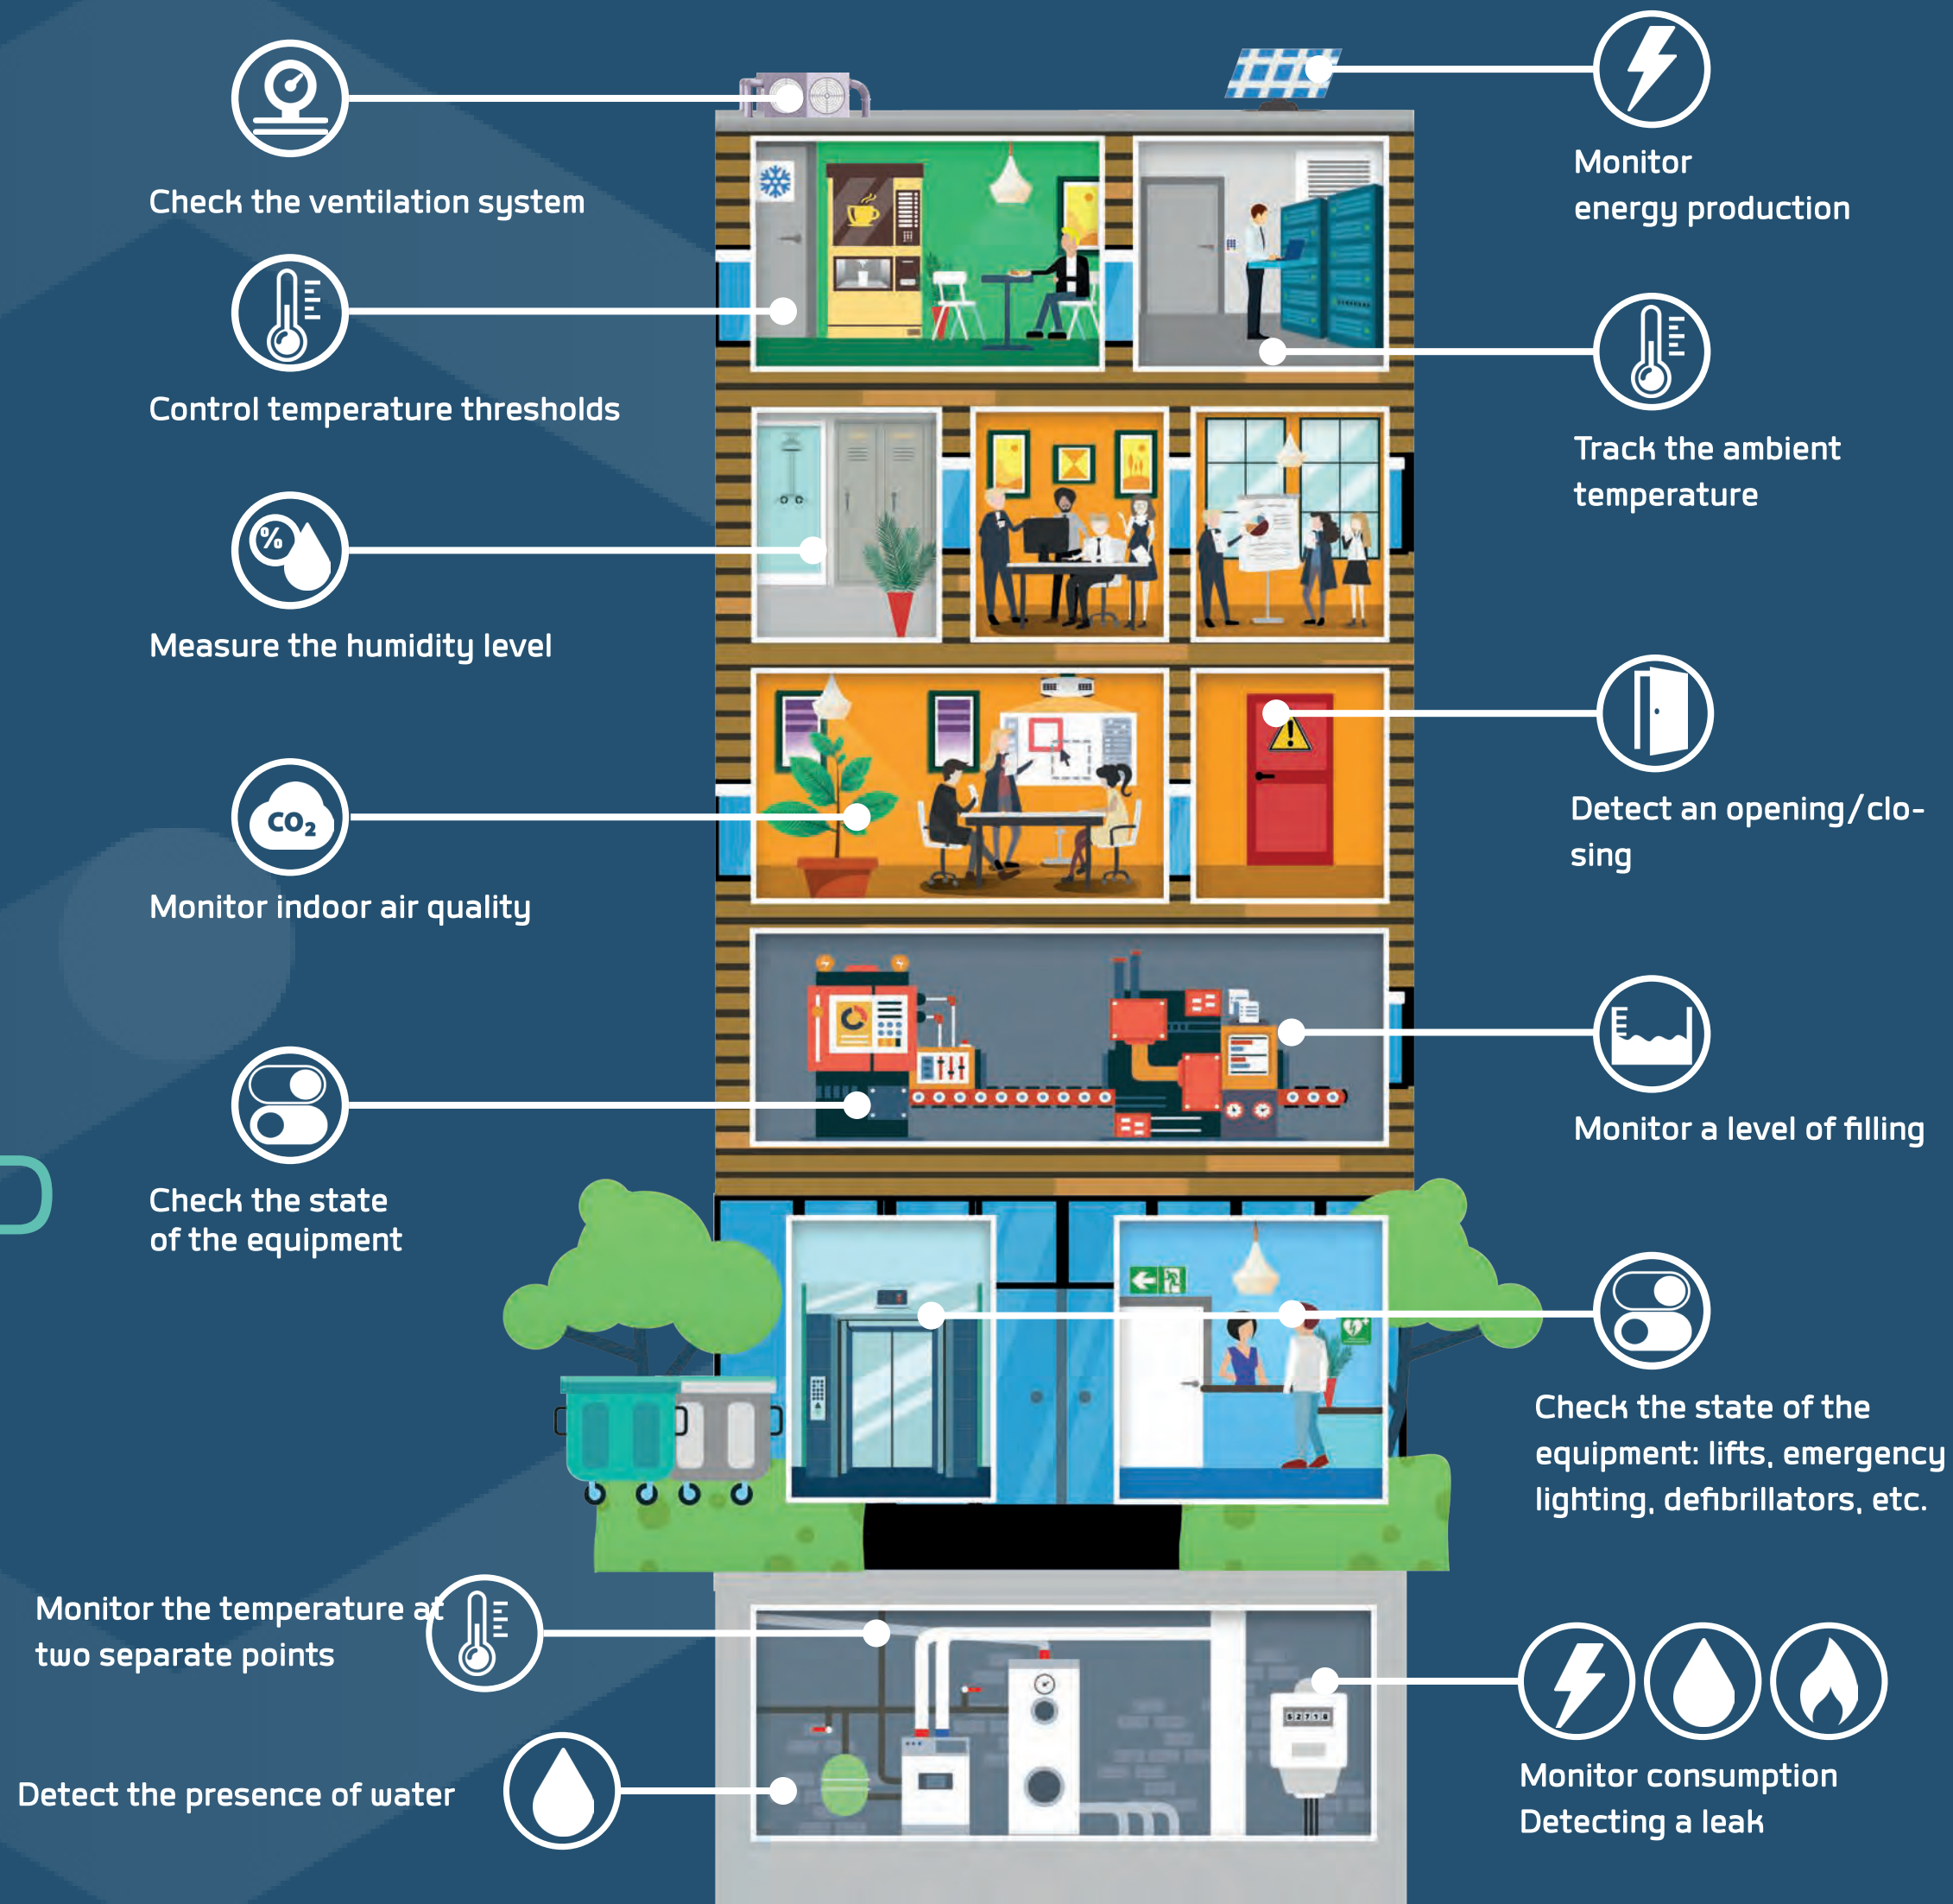 Check the ventilation system
Control temperature thresholds
%
Measure the humidity level
CO₂
Monitor indoor air quality
Check the state
of the equipment
Monitor the temperature at
two separate points
Detect the presence of water
Monitor
energy production
Track the ambient
temperature
Detect an opening/clo-
sing
Monitor a level of filling
Check the state of the
equipment: lifts, emergency
lighting, defibrillators, etc.
52718
Monitor consumption
Detecting a leak